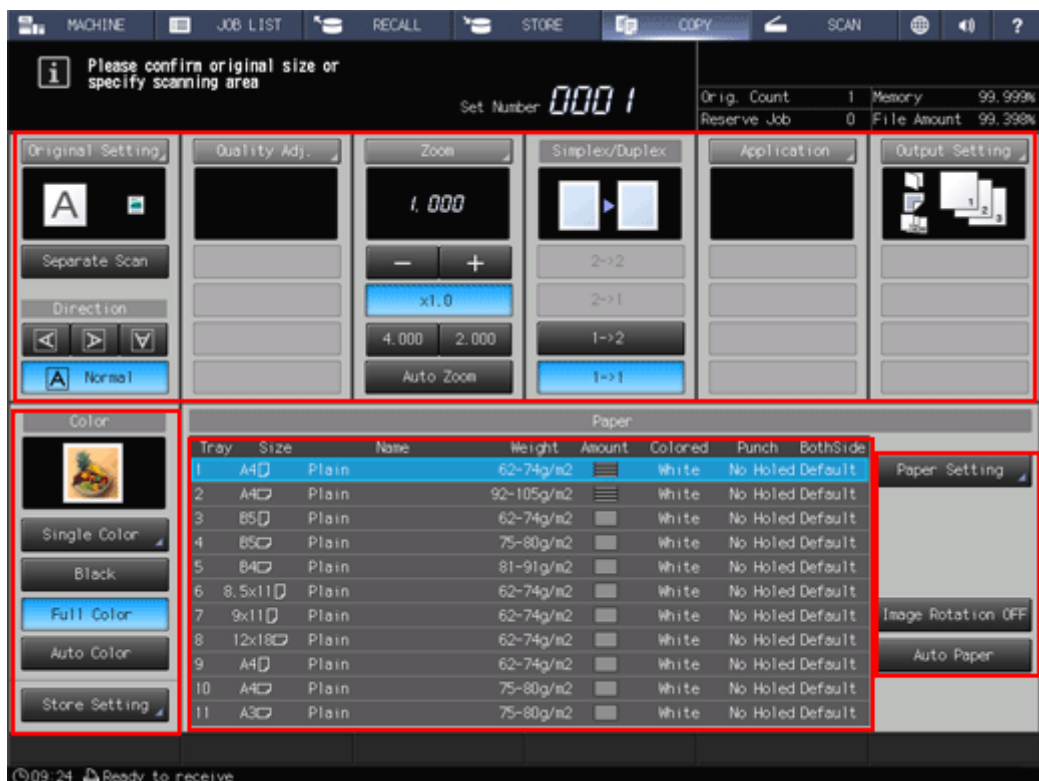 MACHINE JOB LIST RECALL STORE COPY SCAN ?
Please confirm original size or
specify scanning area
Set Number 0001
Orig. Count 1 Memory 99.999%
Reserve Job 0 File Amount 99.398%
Original Setting Quality Adj. Zoom Simplex/Duplex Application Output Setting
A 1.000 1 2 3
Separate Scan − + 2->2
Direction x1.0 2->1
A A A 4.000 2.000 1->2
A Normal Auto Zoom 1->1
Color Paper
Tray Size Name Weight Amount Colored Punch BothSide
1 A4 Plain 62-74g/m2 White No Holed Default
2 A4 Plain 92-105g/m2 White No Holed Default
3 B5 Plain 62-74g/m2 White No Holed Default
4 B5 Plain 75-80g/m2 White No Holed Default
5 B4 Plain 81-91g/m2 White No Holed Default
6 8.5x11 Plain 62-74g/m2 White No Holed Default
7 9x11 Plain 62-74g/m2 White No Holed Default
8 12x18 Plain 62-74g/m2 White No Holed Default
9 A4 Plain 62-74g/m2 White No Holed Default
10 A4 Plain 75-80g/m2 White No Holed Default
11 A3 Plain 75-80g/m2 White No Holed Default
Single Color
Black
Full Color
Auto Color
Store Setting
Paper Setting
Image Rotation OFF
Auto Paper
09:24 Ready to receive